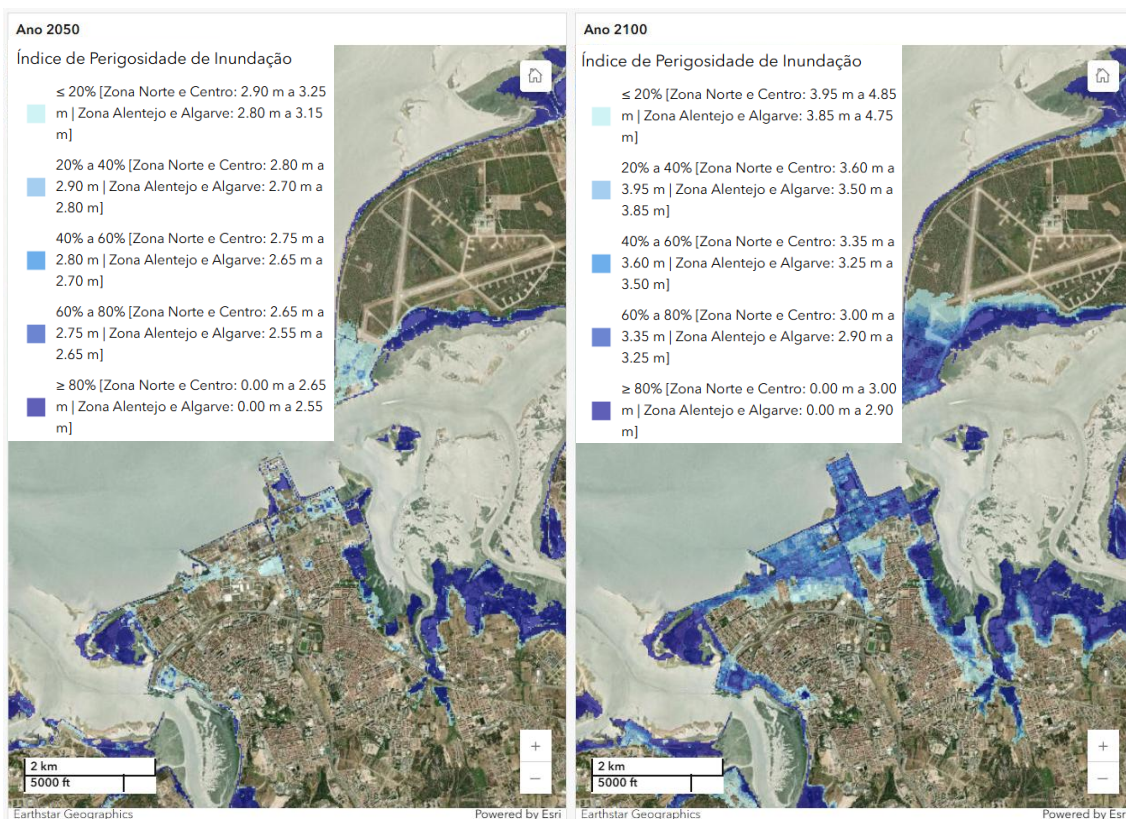 Ano 2050
Índice de Perigosidade de Inundação
≤ 20% [Zona Norte e Centro: 2.90 m a 3.25
m | Zona Alentejo e Algarve: 2.80 m a 3.15
m]
20% a 40% [Zona Norte e Centro: 2.80 m a
2.90 m | Zona Alentejo e Algarve: 2.70 m a
2.80 m]
40% a 60% [Zona Norte e Centro: 2.75 m a
2.80 m | Zona Alentejo e Algarve: 2.65 m a
2.70 m]
60% a 80% [Zona Norte e Centro: 2.65 m a
2.75 m | Zona Alentejo e Algarve: 2.55 m a
2.65 m]
≥ 80% [Zona Norte e Centro: 0.00 m a 2.65
m | Zona Alentejo e Algarve: 0.00 m a 2.55
m]
+
−
2 km
5000 ft
Earthstar Geographics
Powered by Esri
Ano 2100
Índice de Perigosidade de Inundação
≤ 20% [Zona Norte e Centro: 3.95 m a 4.85
m | Zona Alentejo e Algarve: 3.85 m a 4.75
m]
20% a 40% [Zona Norte e Centro: 3.60 m a
3.95 m | Zona Alentejo e Algarve: 3.50 m a
3.85 m]
40% a 60% [Zona Norte e Centro: 3.35 m a
3.60 m | Zona Alentejo e Algarve: 3.25 m a
3.50 m]
60% a 80% [Zona Norte e Centro: 3.00 m a
3.35 m | Zona Alentejo e Algarve: 2.90 m a
3.25 m]
≥ 80% [Zona Norte e Centro: 0.00 m a 3.00
m | Zona Alentejo e Algarve: 0.00 m a 2.90
m]
+
−
2 km
5000 ft
Earthstar Geographics
Powered by Esr